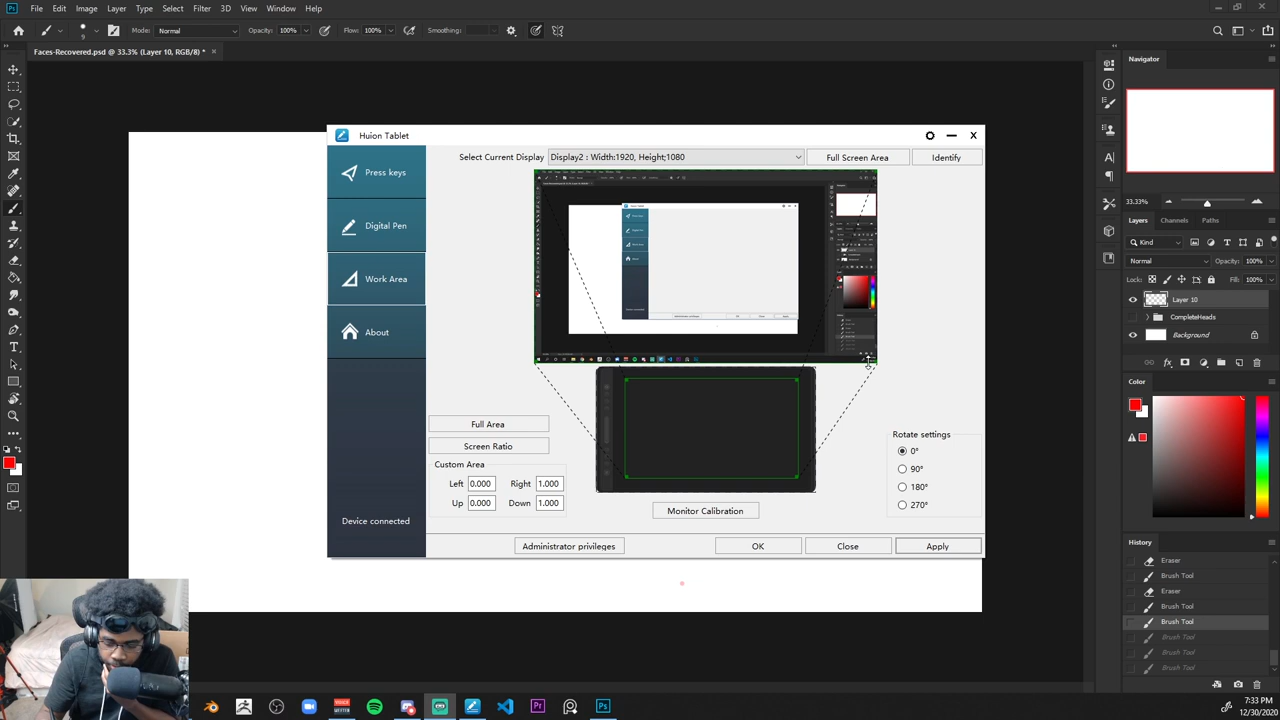 File Edit Image Layer Type Select Filter 3D View Window Help
Mode: Normal Opacity: 100% Flow: 100% Smoothing:
Faces-Recovered.psd @ 33.3% (Layer 10, RGB/8) * ×
Huion Tablet
Press keys
Digital Pen
Work Area
About
Device connected
Select Current Display Display2 : Width:1920, Height;1080 Full Screen Area Identify
Full Area
Screen Ratio
Custom Area
Left 0.000 Right 1.000
Up 0.000 Down 1.000
Monitor Calibration
Rotate settings
0°
90°
180°
270°
Administrator privileges OK Close Apply
Navigator
33.33%
Layers Channels Paths
Kind
Normal Opacity: 100%
Lock: Fill: 100%
Layer 10
CompleteHeads
Background
Color
History
Eraser
Brush Tool
Eraser
Brush Tool
Brush Tool
Brush Tool
Brush Tool
Brush Tool
7:33 PM
12/30/2020